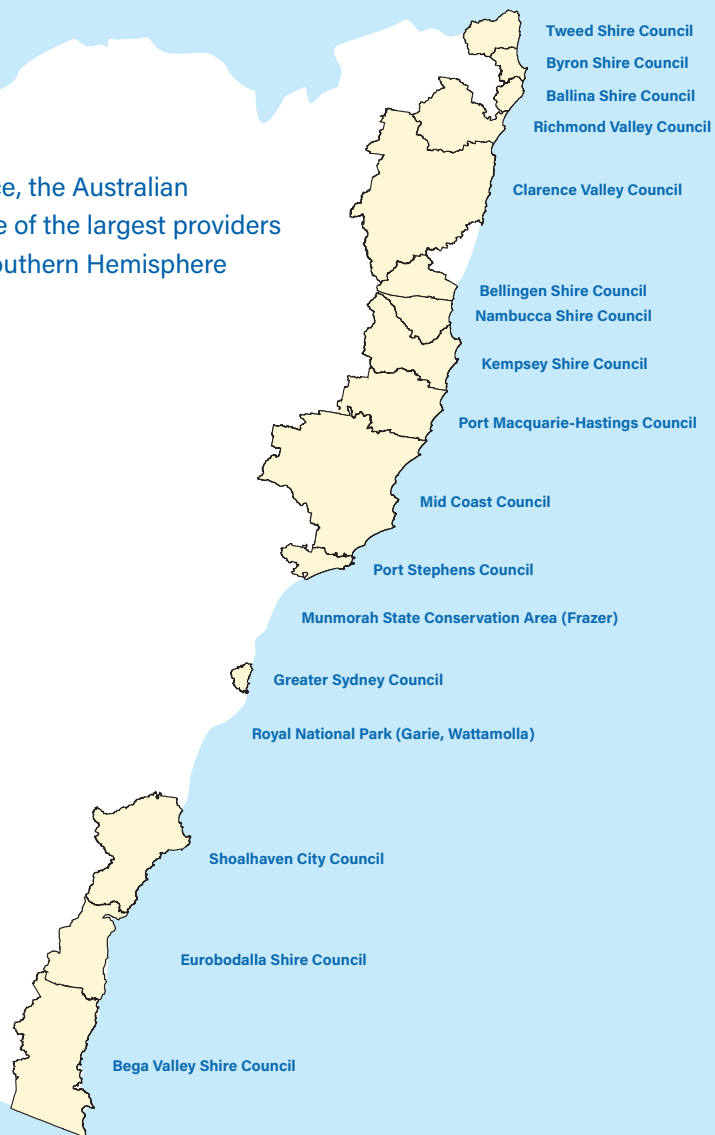 Tweed Shire Council
Byron Shire Council
Ballina Shire Council
Richmond Valley Council
ce, the Australian
e of the largest providers
outhern Hemisphere
Clarence Valley Council
Bellingen Shire Council
Nambucca Shire Council
Kempsey Shire Council
Port Macquarie-Hastings Council
Mid Coast Council
Port Stephens Council
Munmorah State Conservation Area (Frazer)
Greater Sydney Council
Royal National Park (Garie, Wattamolla)
Shoalhaven City Council
Eurobodalla Shire Council
Bega Valley Shire Council